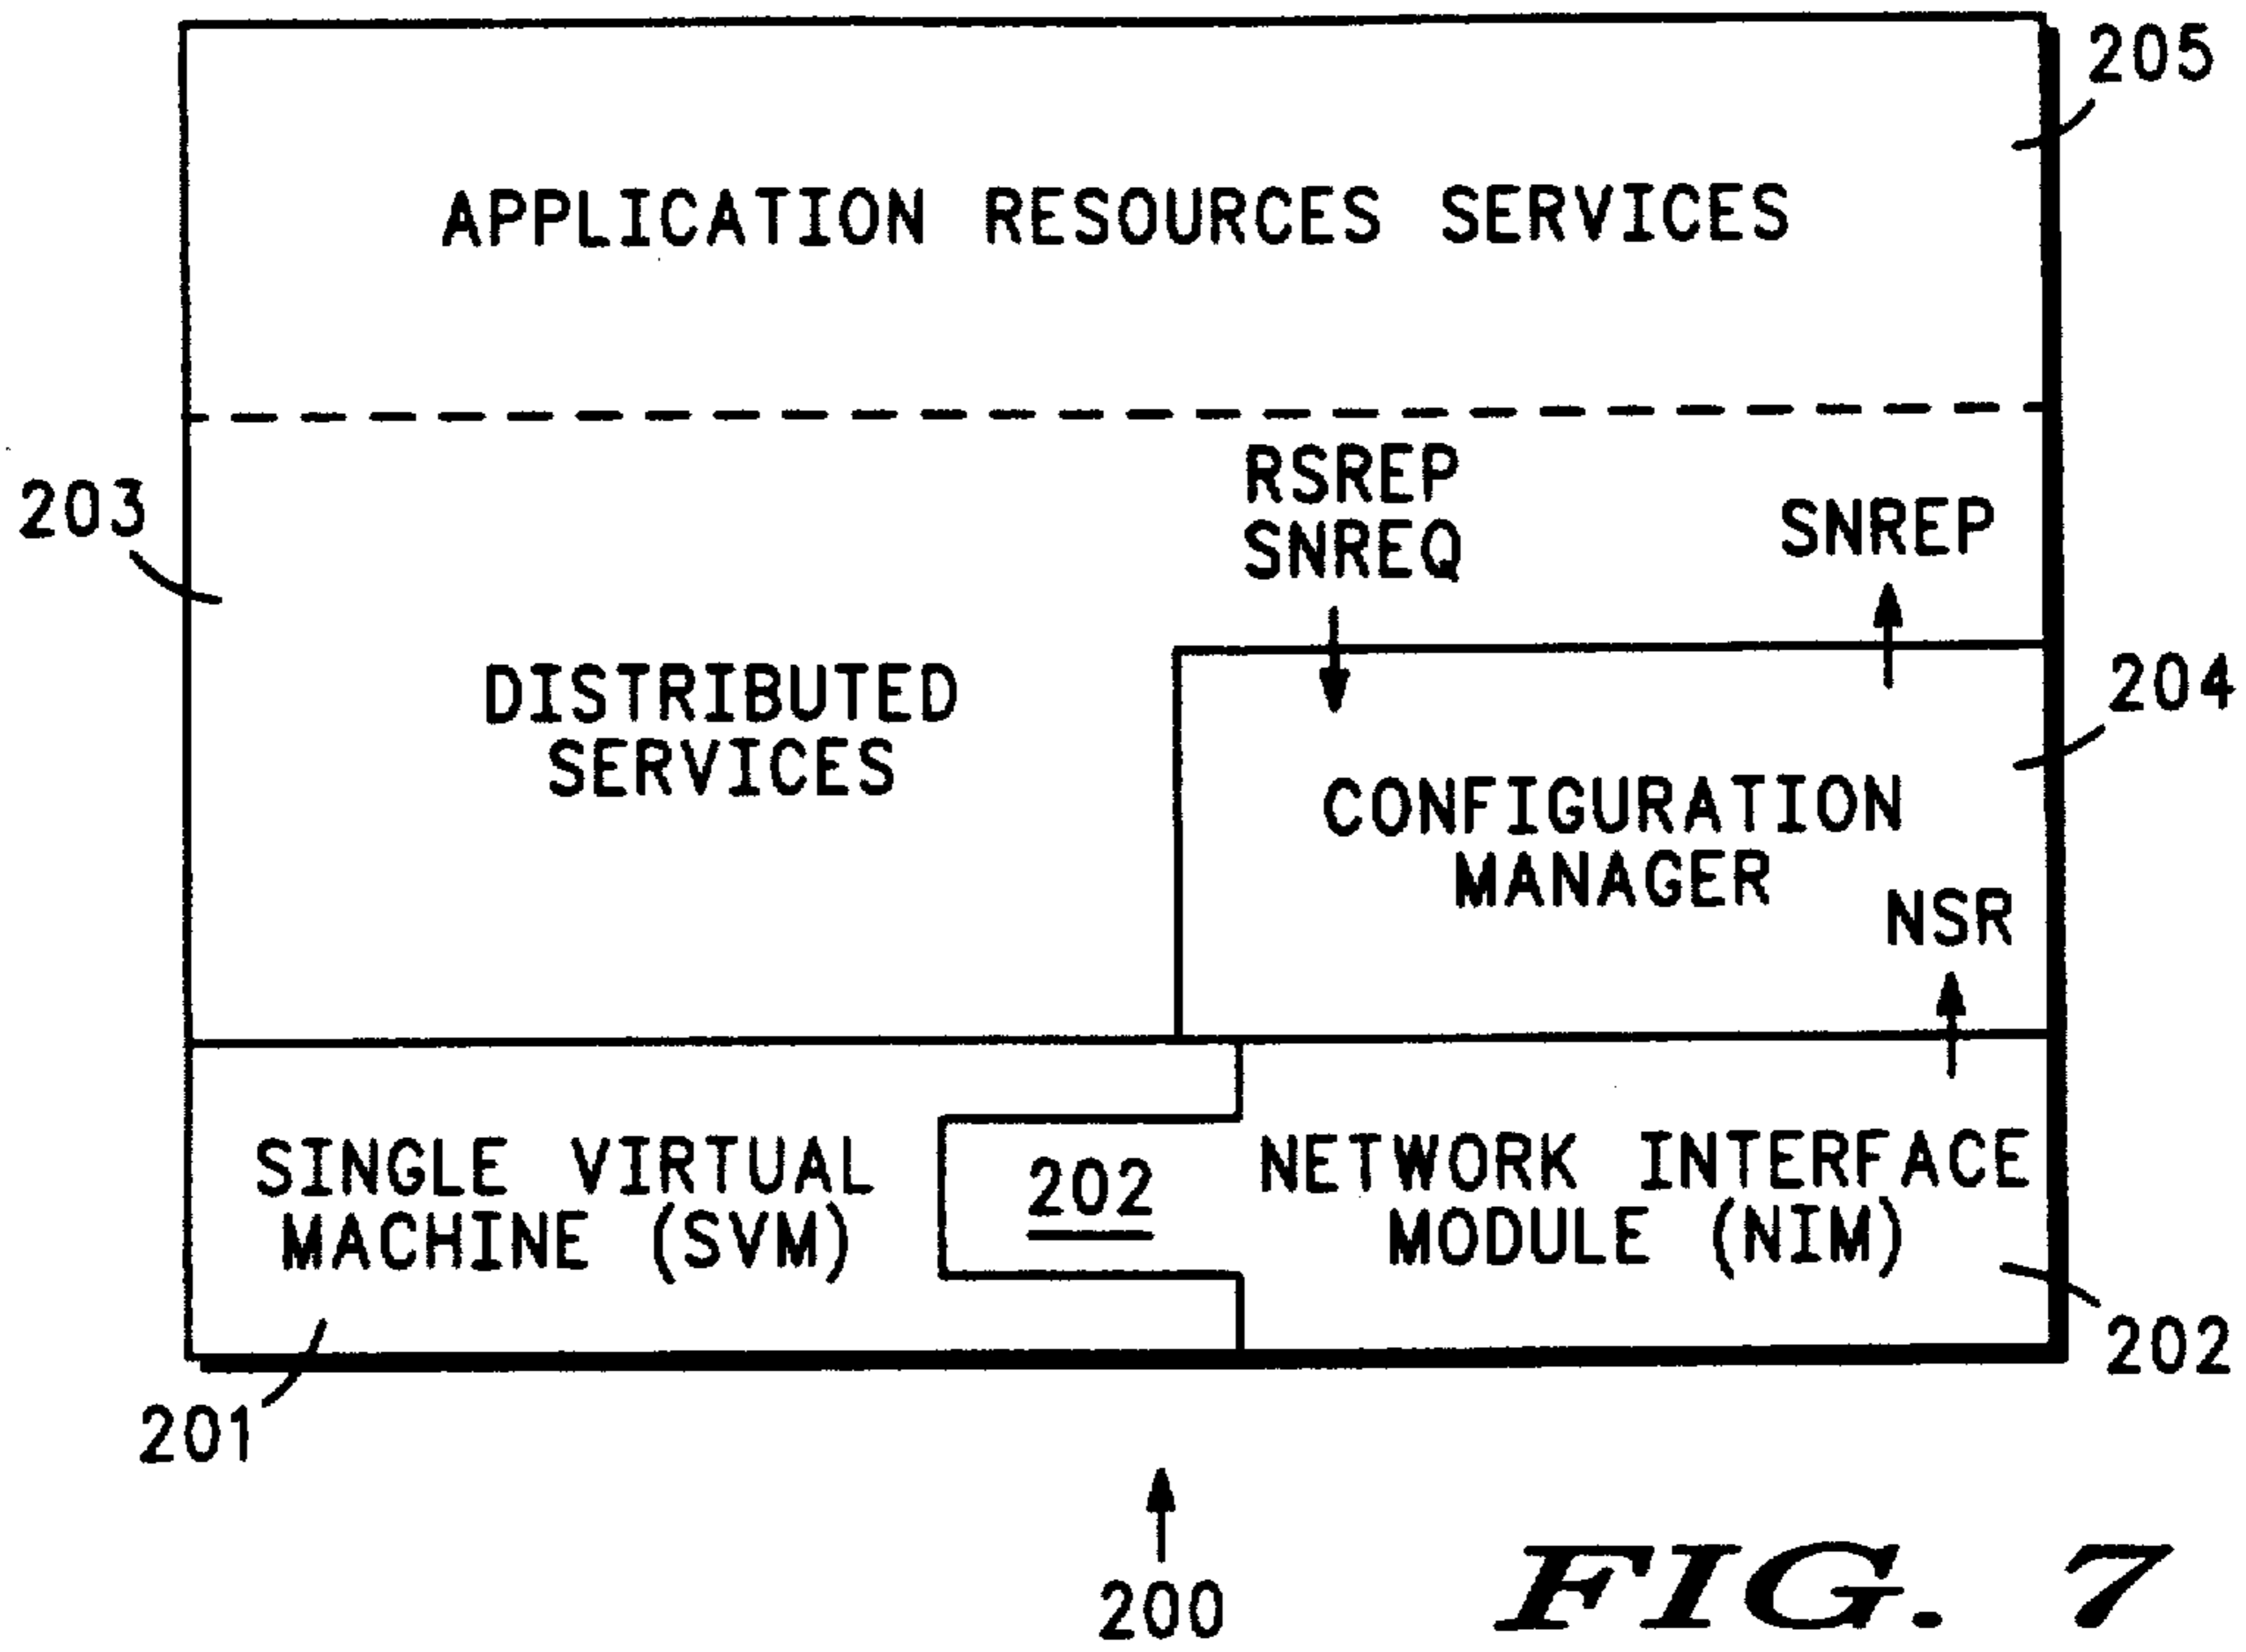 205
APPLICATION RESOURCES SERVICES
RSREP
SNREQ
SNREP
203
DISTRIBUTED
SERVICES
204
CONFIGURATION
MANAGER
NSR
SINGLE VIRTUAL
MACHINE (SVM)
202
NETWORK INTERFACE
MODULE (NIM)
202
201
200
FIG. 7